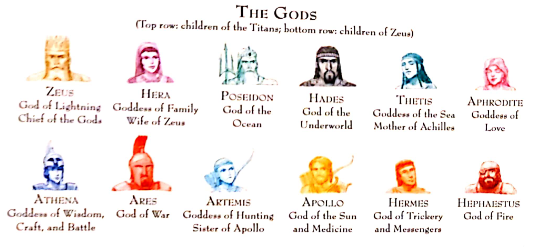 THE GODS
(Top row: children of the Titans; bottom row: children of Zeus)
ZEUS
God of Lightning
Chief of the Gods
HERA
Goddess of Family
Wife of Zeus
POSEIDON
God of the
Ocean
HADES
God of the
Underworld
THETIS
Goddess of the Sea
Mother of Achilles
APHRODITE
Goddess of
Love
ATHENA
Goddess of Wisdom,
Craft, and Battle
ARES
God of War
ARTEMIS
Goddess of Hunting
Sister of Apollo
APOLLO
God of the Sun
and Medicine
HERMES
God of Trickery
and Messengers
HEPHAESTUS
God of Fire